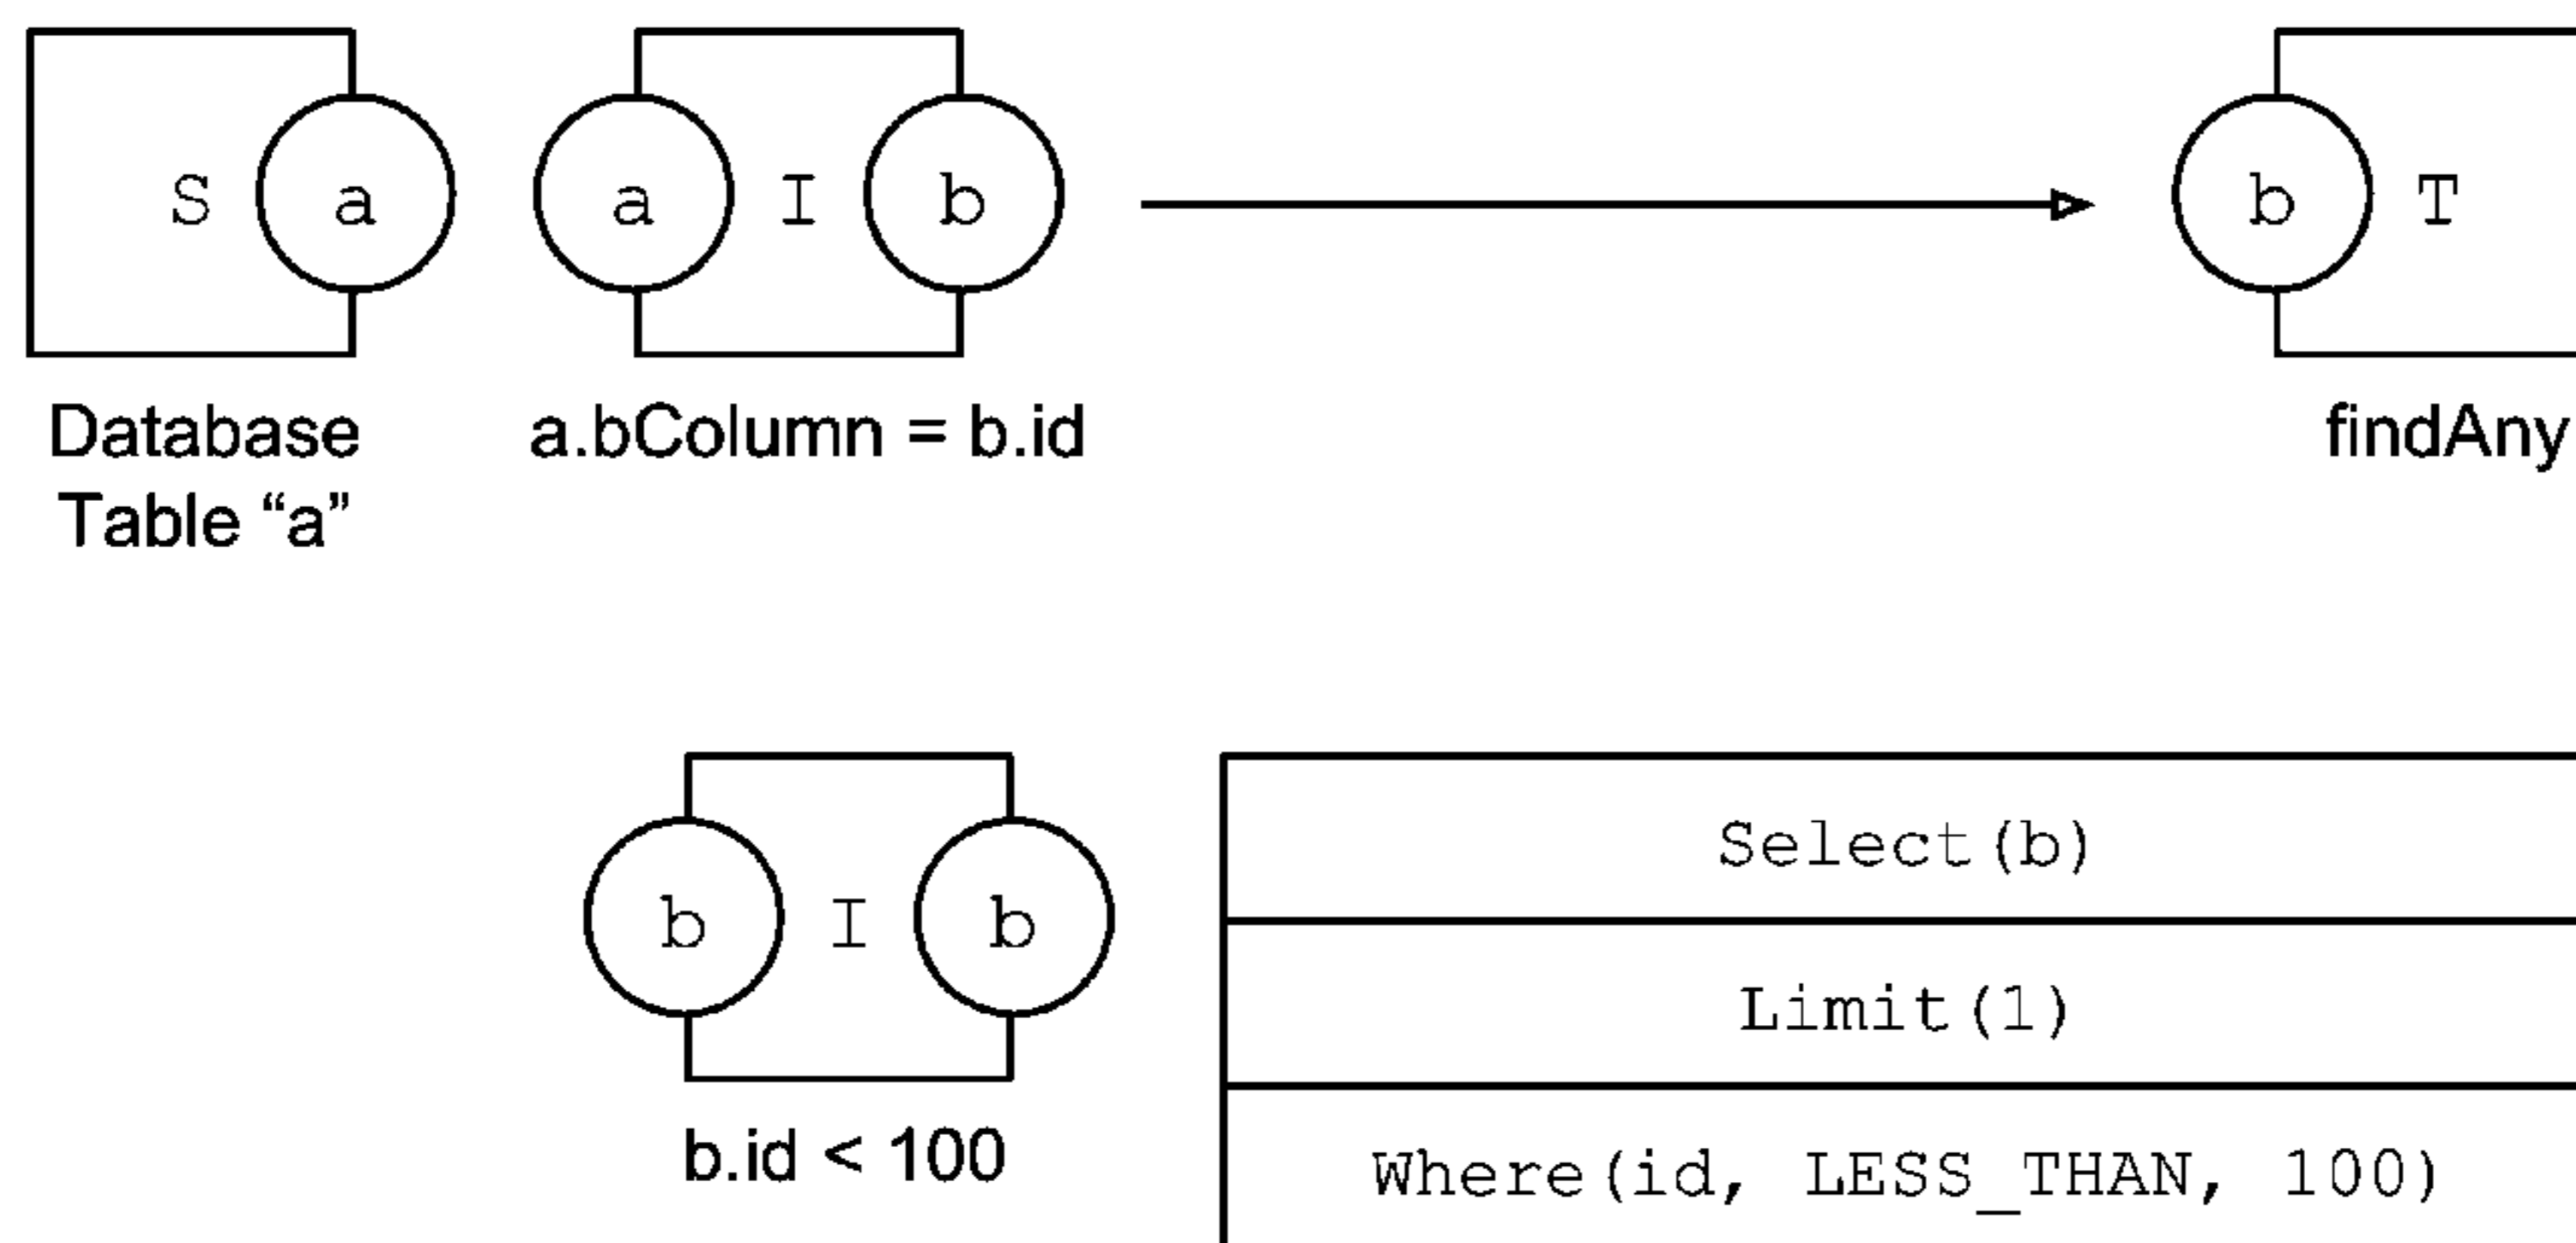 S a a I b b T
Database a.bColumn = b.id findAny
Table “a”
b I b
b.id < 100
Select(b)
Limit(1)
Where(id, LESS_THAN, 100)